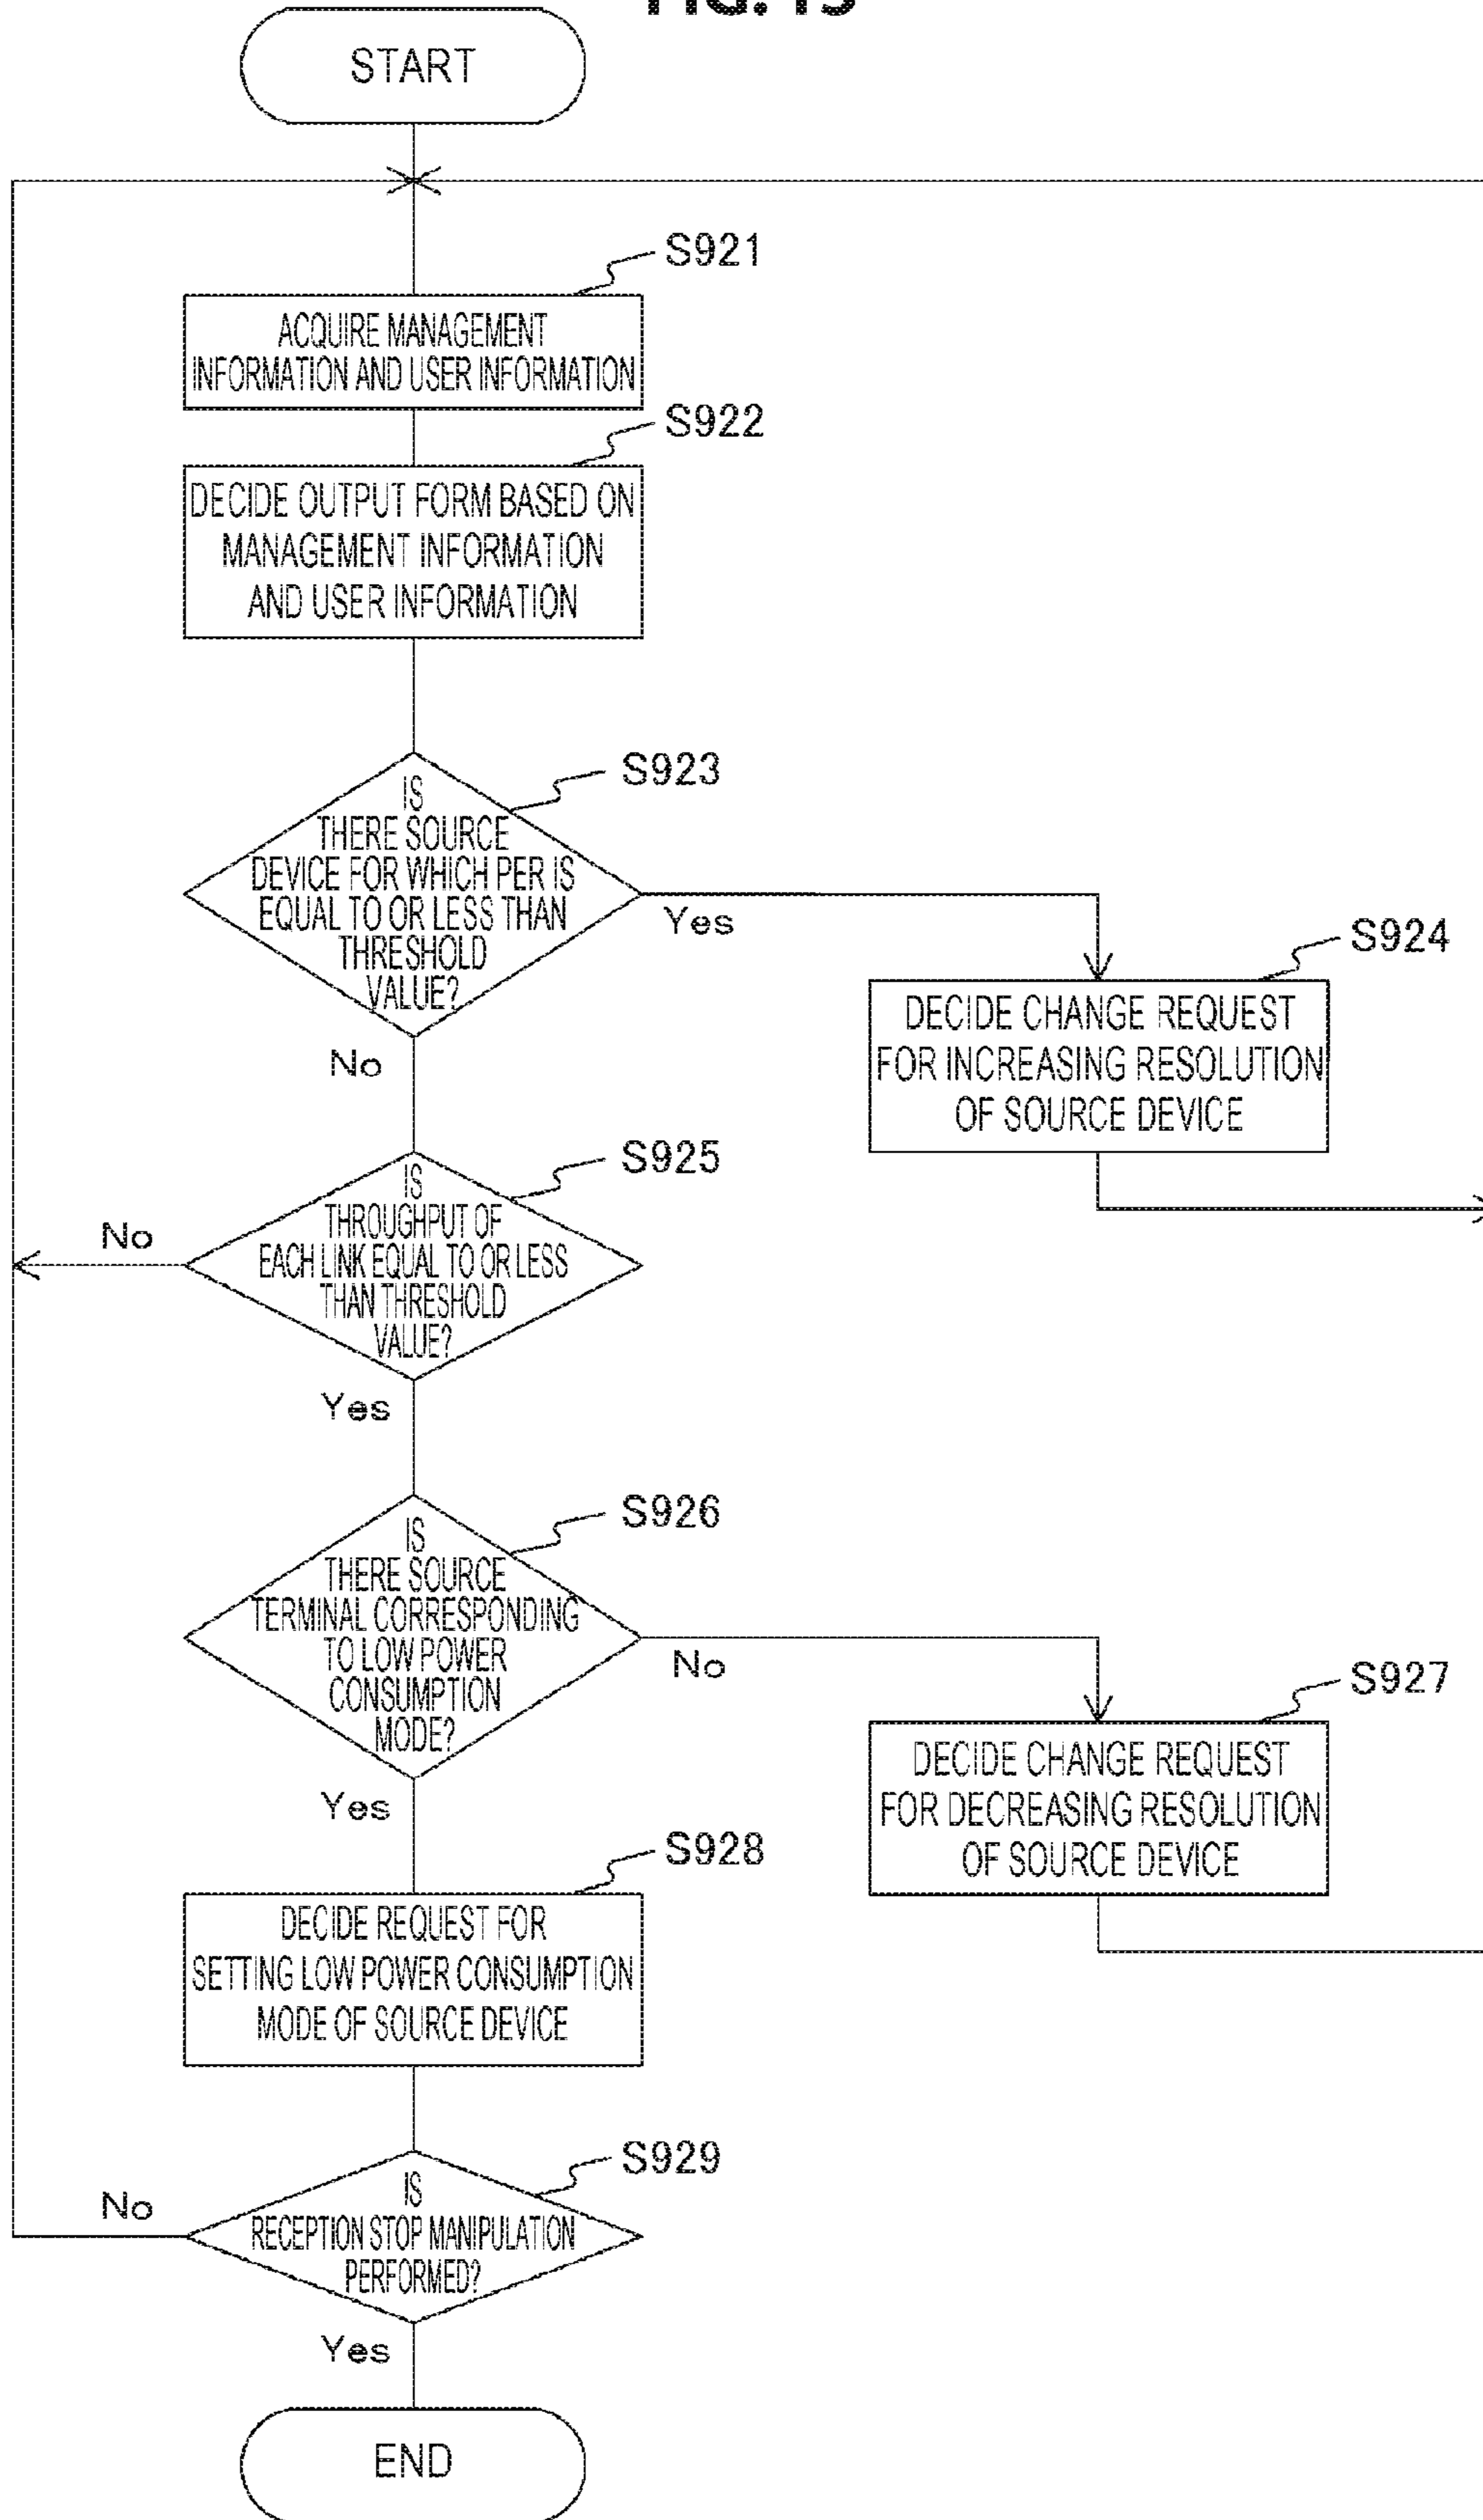 START
S921
ACQUIRE MANAGEMENT
INFORMATION AND USER INFORMATION
S922
DECIDE OUTPUT FORM BASED ON
MANAGEMENT INFORMATION
AND USER INFORMATION
S923
IS
THERE SOURCE
DEVICE FOR WHICH PER IS
EQUAL TO OR LESS THAN
THRESHOLD
VALUE?
Yes
No
S924
DECIDE CHANGE REQUEST
FOR INCREASING RESOLUTION
OF SOURCE DEVICE
S925
IS
THROUGHPUT OF
EACH LINK EQUAL TO OR LESS
THAN THRESHOLD
VALUE?
No
Yes
S926
IS
THERE SOURCE
TERMINAL CORRESPONDING
TO LOW POWER
CONSUMPTION
MODE?
No
Yes
S927
DECIDE CHANGE REQUEST
FOR DECREASING RESOLUTION
OF SOURCE DEVICE
S928
DECIDE REQUEST FOR
SETTING LOW POWER CONSUMPTION
MODE OF SOURCE DEVICE
S929
IS
RECEPTION STOP MANIPULATION
PERFORMED?
No
Yes
END